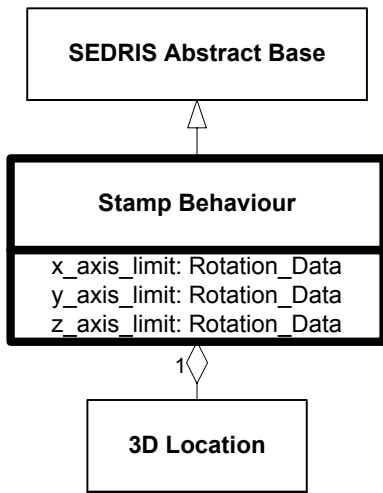 SEDRIS Abstract Base
Stamp Behaviour
x_axis_limit: Rotation_Data
y_axis_limit: Rotation_Data
z_axis_limit: Rotation_Data
1
3D Location